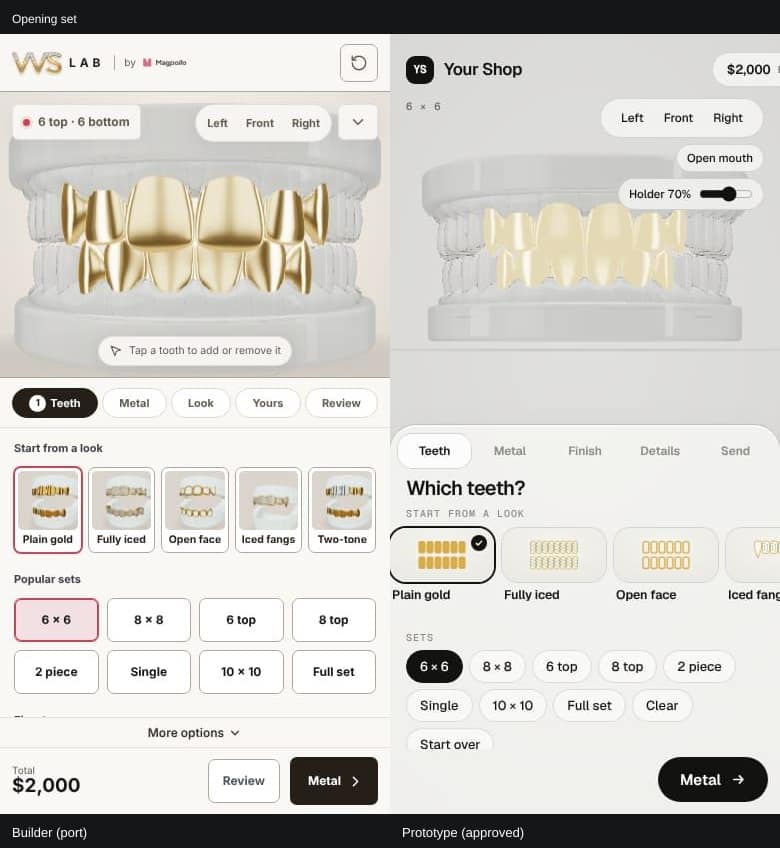 Opening set
VVS LAB by Magpollo
6 top · 6 bottom
Left Front Right
Tap a tooth to add or remove it
1 Teeth Metal Look Yours Review
Start from a look
Plain gold Fully iced Open face Iced fangs Two-tone
Popular sets
6 × 6 8 × 8 6 top 8 top
2 piece Single 10 × 10 Full set
More options
Total
$2,000
Review Metal
Builder (port)
YS Your Shop $2,000
6 × 6
Left Front Right
Open mouth
Holder 70%
Teeth Metal Finish Details Send
Which teeth?
START FROM A LOOK
Plain gold Fully iced Open face Iced fang
SETS
6 × 6 8 × 8 6 top 8 top 2 piece
Single 10 × 10 Full set Clear
Start over
Metal
Prototype (approved)